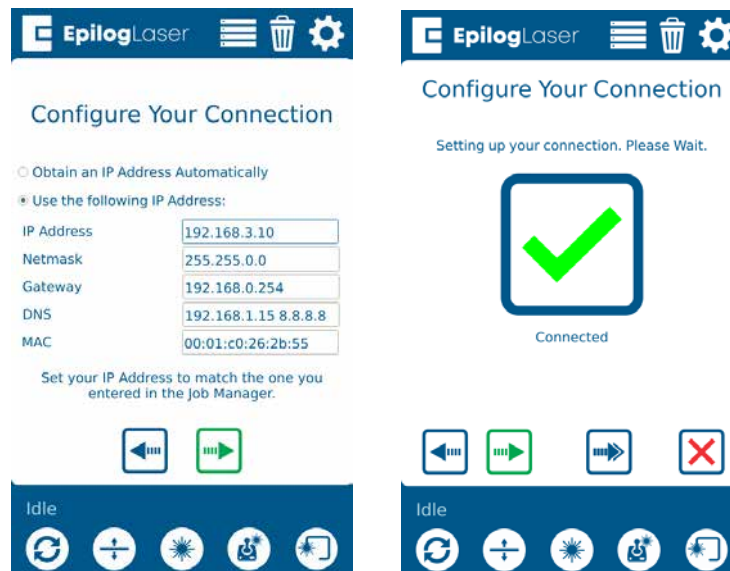 EpilogLaser
Configure Your Connection
Obtain an IP Address Automatically
Use the following IP Address:
IP Address 192.168.3.10
Netmask 255.255.0.0
Gateway 192.168.0.254
DNS 192.168.1.15 8.8.8.8
MAC 00:01:c0:26:2b:55
Set your IP Address to match the one you
entered in the Job Manager.
Idle
EpilogLaser
Configure Your Connection
Setting up your connection. Please Wait.
Connected
Idle